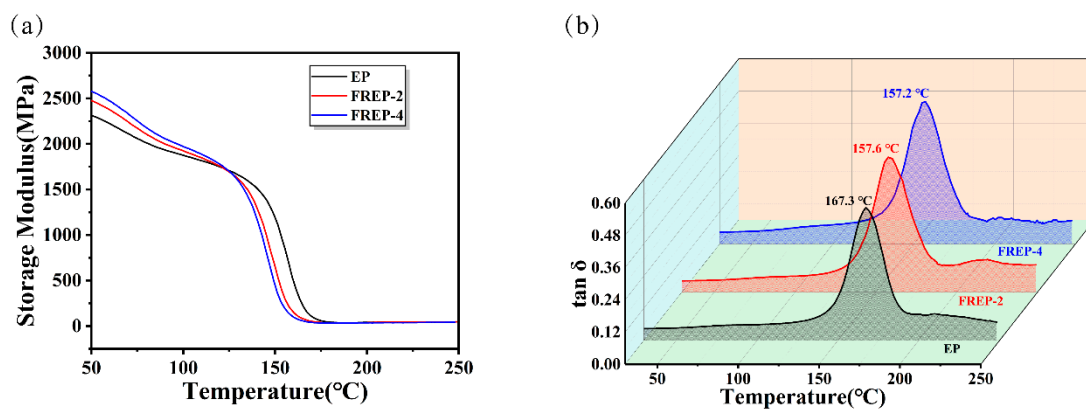 (a)
3000
2500
2000
1500
1000
500
0
Storage Modulus(MPa)
EP
FREP-2
FREP-4
50
100
150
200
250
Temperature(℃)
(b)
157.2 ℃
157.6 ℃
167.3 ℃
0.60
0.48
0.36
0.24
0.12
0.00
tan δ
FREP-4
FREP-2
EP
50
100
150
200
250
Temperature(℃)